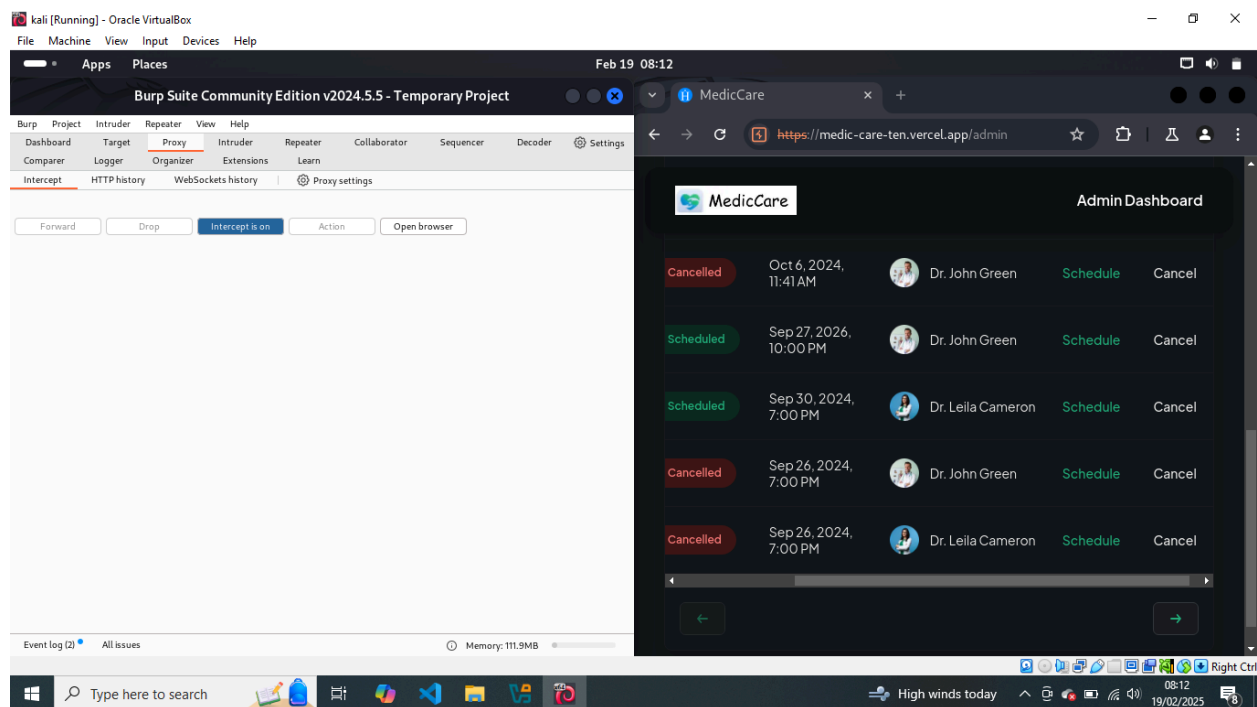 kali [Running] - Oracle VirtualBox
File Machine View Input Devices Help
Apps Places Feb 19 08:12
Burp Suite Community Edition v2024.5.5 - Temporary Project
Burp Project Intruder Repeater View Help
Dashboard Target Proxy Intruder Repeater Collaborator Sequencer Decoder Settings
Comparer Logger Organizer Extensions Learn
Intercept HTTP history WebSockets history Proxy settings
Forward Drop Intercept is on Action Open browser
Event log (2) All issues Memory: 111.9MB
MedicCare
https://medic-care-ten.vercel.app/admin
MedicCare Admin Dashboard
Cancelled Oct 6, 2024, 11:41 AM Dr. John Green Schedule Cancel
Scheduled Sep 27, 2026, 10:00 PM Dr. John Green Schedule Cancel
Scheduled Sep 30, 2024, 7:00 PM Dr. Leila Cameron Schedule Cancel
Cancelled Sep 26, 2024, 7:00 PM Dr. John Green Schedule Cancel
Cancelled Sep 26, 2024, 7:00 PM Dr. Leila Cameron Schedule Cancel
Right Ctrl
Type here to search High winds today 08:12
19/02/2025 8